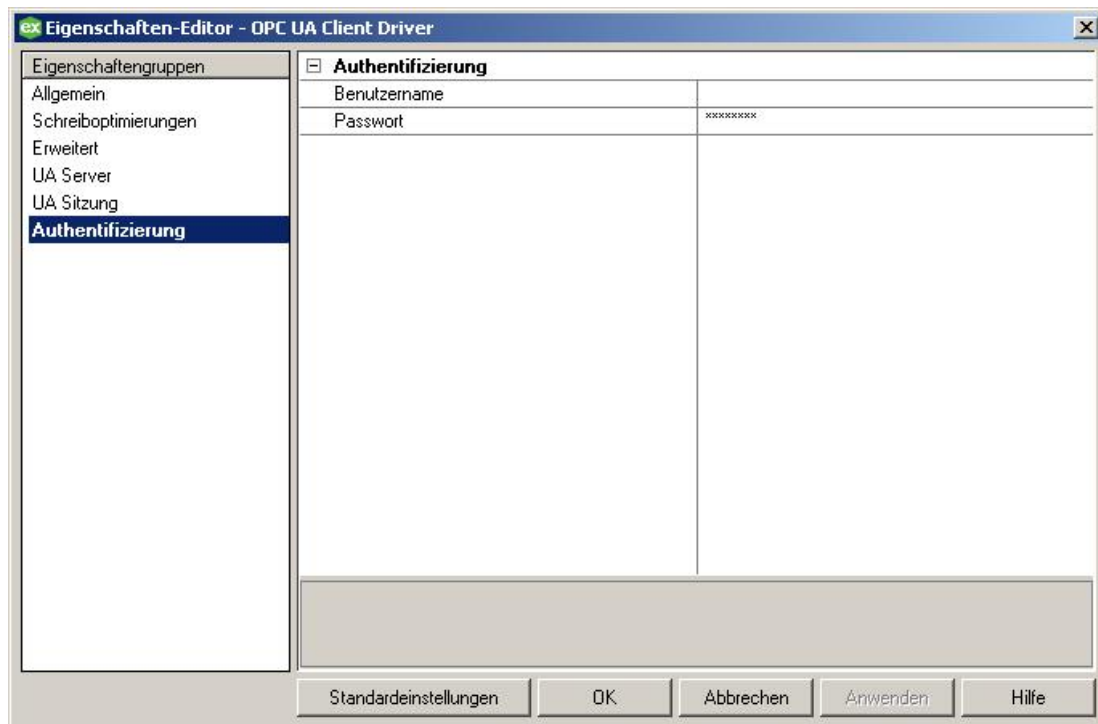 ex Eigenschaften-Editor - OPC UA Client Driver
Eigenschaftengruppen
Allgemein
Schreiboptimierungen
Erweitert
UA Server
UA Sitzung
Authentifizierung
Authentifizierung
Benutzername
Passwort xxxxxxxx
Standardeinstellungen OK Abbrechen Anwenden Hilfe